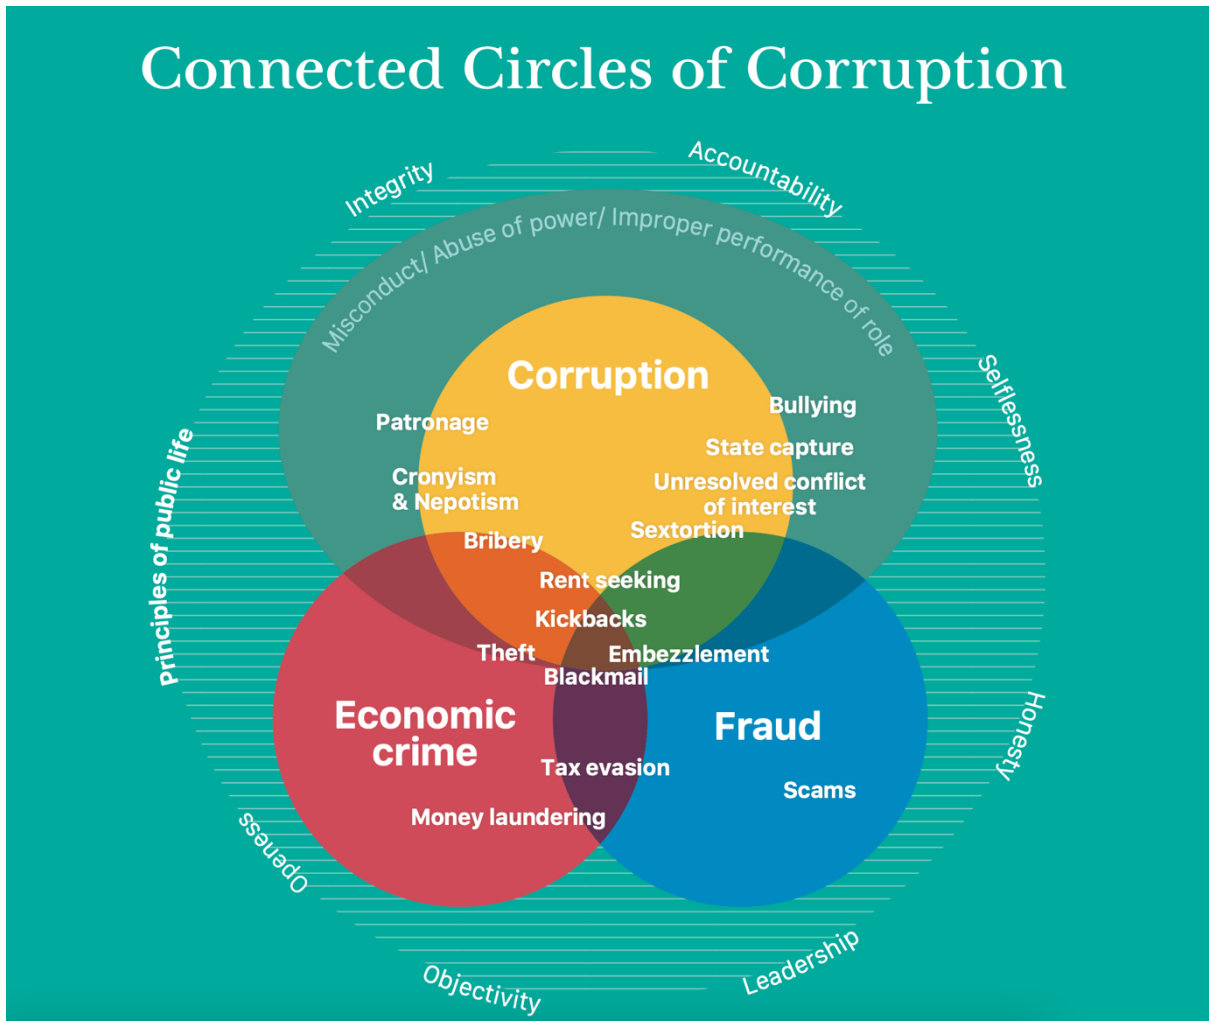 Connected Circles of Corruption
Integrity
Accountability
Misconduct/ Abuse of power/ Improper performance of role
Selflessness
Principles of public life
Corruption
Bullying
Patronage
State capture
Cronyism
& Nepotism
Unresolved conflict
of interest
Sextortion
Bribery
Rent seeking
Kickbacks
Theft
Embezzlement
Blackmail
Economic
crime
Fraud
Honesty
Tax evasion
Scams
Money laundering
Openess
Leadership
Objectivity